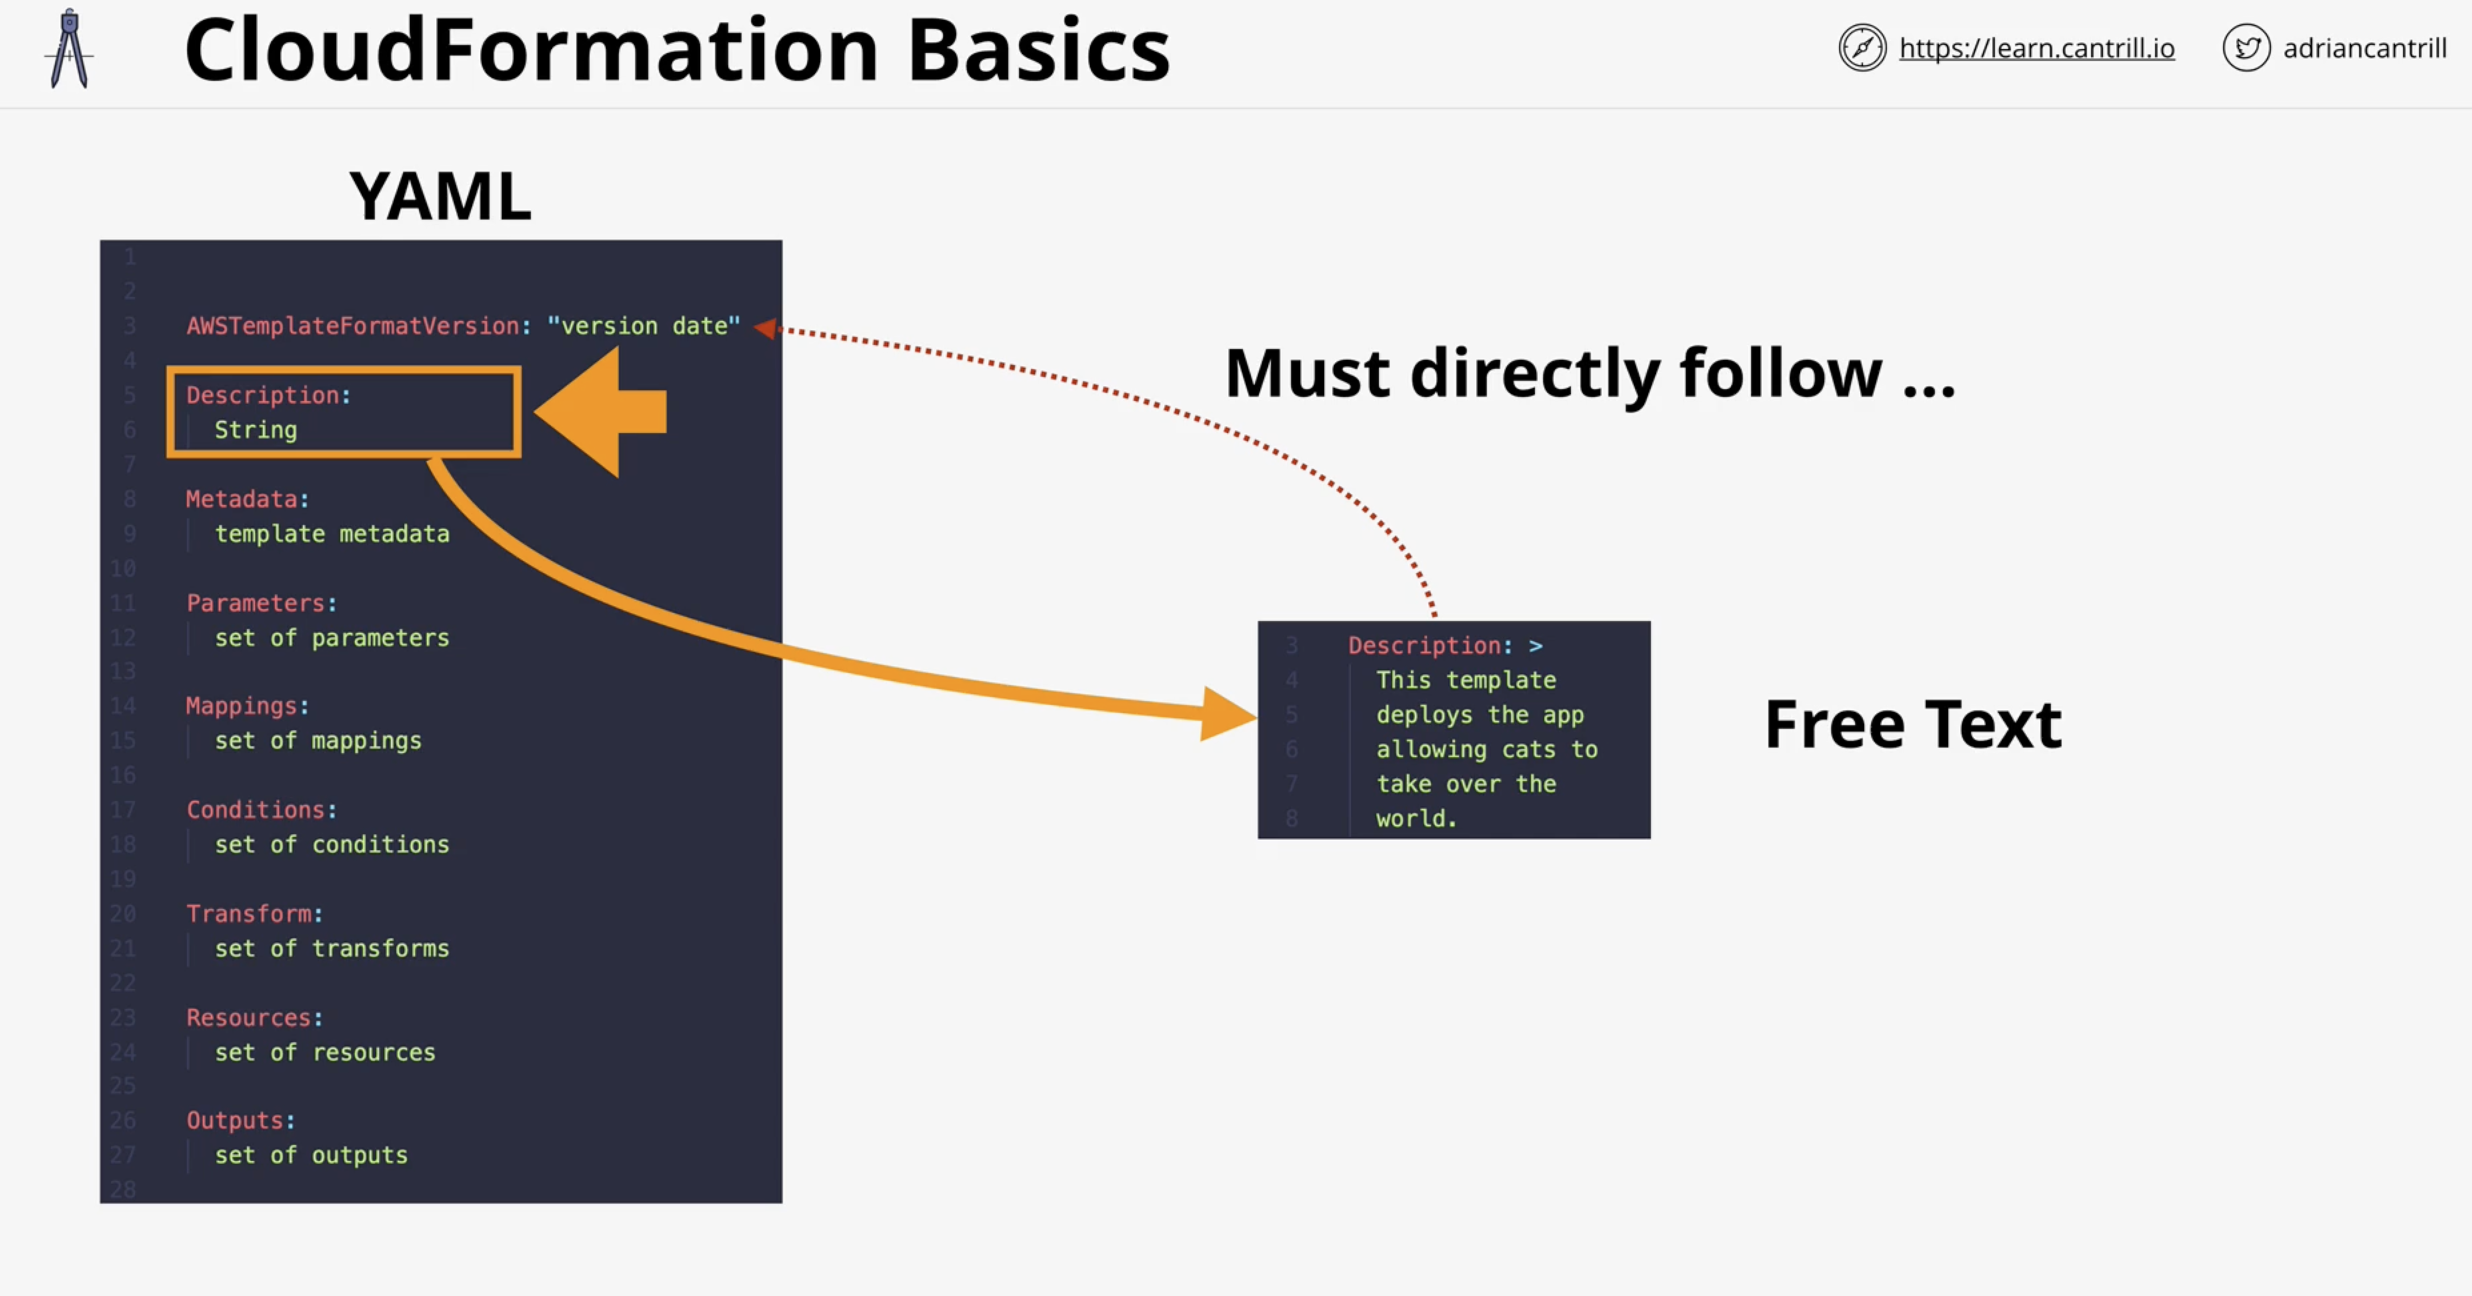 CloudFormation Basics
https://learn.cantrill.io
adriancantrill
YAML
1
2
3 AWSTemplateFormatVersion: "version date"
4
5 Description:
6 String
7
8 Metadata:
9 template metadata
10
11 Parameters:
12 set of parameters
13
14 Mappings:
15 set of mappings
16
17 Conditions:
18 set of conditions
19
20 Transform:
21 set of transforms
22
23 Resources:
24 set of resources
25
26 Outputs:
27 set of outputs
28
Must directly follow ...
3 Description: >
4 This template
5 deploys the app
6 allowing cats to
7 take over the
8 world.
Free Text